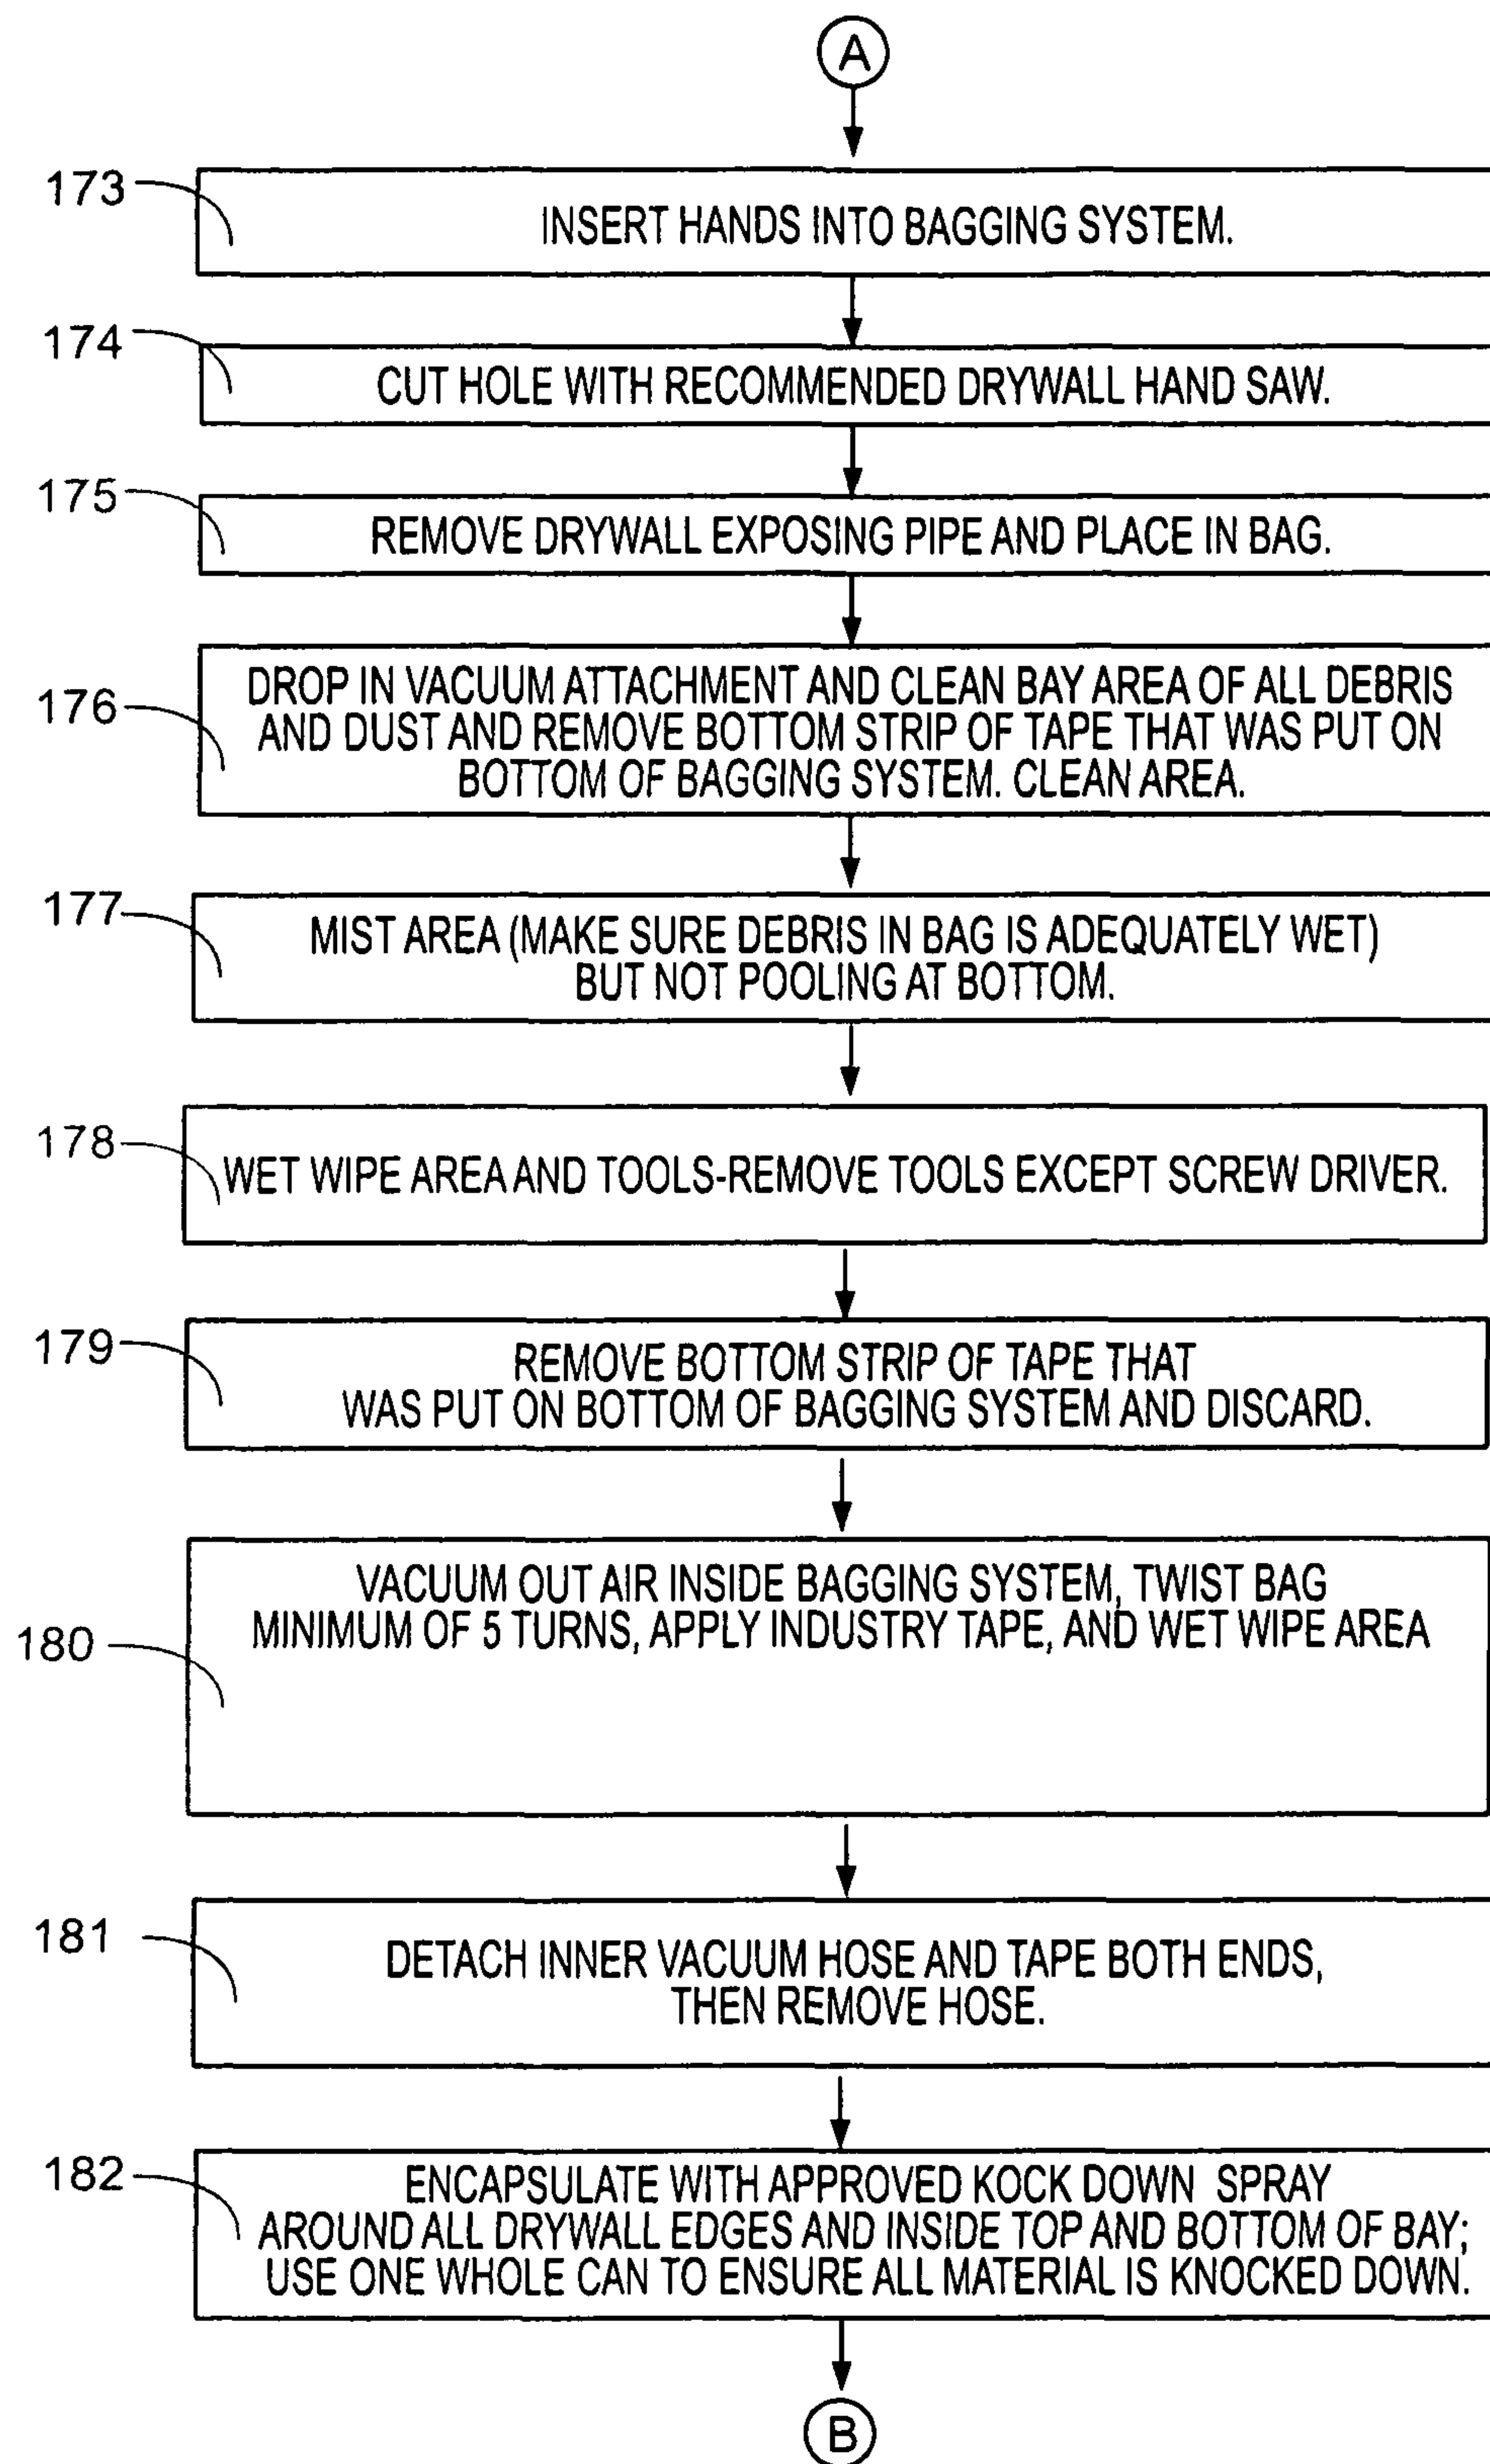 A
173
INSERT HANDS INTO BAGGING SYSTEM.
174
CUT HOLE WITH RECOMMENDED DRYWALL HAND SAW.
175
REMOVE DRYWALL EXPOSING PIPE AND PLACE IN BAG.
176
DROP IN VACUUM ATTACHMENT AND CLEAN BAY AREA OF ALL DEBRIS
AND DUST AND REMOVE BOTTOM STRIP OF TAPE THAT WAS PUT ON
BOTTOM OF BAGGING SYSTEM. CLEAN AREA.
177
MIST AREA (MAKE SURE DEBRIS IN BAG IS ADEQUATELY WET)
BUT NOT POOLING AT BOTTOM.
178
WET WIPE AREA AND TOOLS-REMOVE TOOLS EXCEPT SCREW DRIVER.
179
REMOVE BOTTOM STRIP OF TAPE THAT
WAS PUT ON BOTTOM OF BAGGING SYSTEM AND DISCARD.
180
VACUUM OUT AIR INSIDE BAGGING SYSTEM, TWIST BAG
MINIMUM OF 5 TURNS, APPLY INDUSTRY TAPE, AND WET WIPE AREA
181
DETACH INNER VACUUM HOSE AND TAPE BOTH ENDS,
THEN REMOVE HOSE.
182
ENCAPSULATE WITH APPROVED KOCK DOWN SPRAY
AROUND ALL DRYWALL EDGES AND INSIDE TOP AND BOTTOM OF BAY;
USE ONE WHOLE CAN TO ENSURE ALL MATERIAL IS KNOCKED DOWN.
B